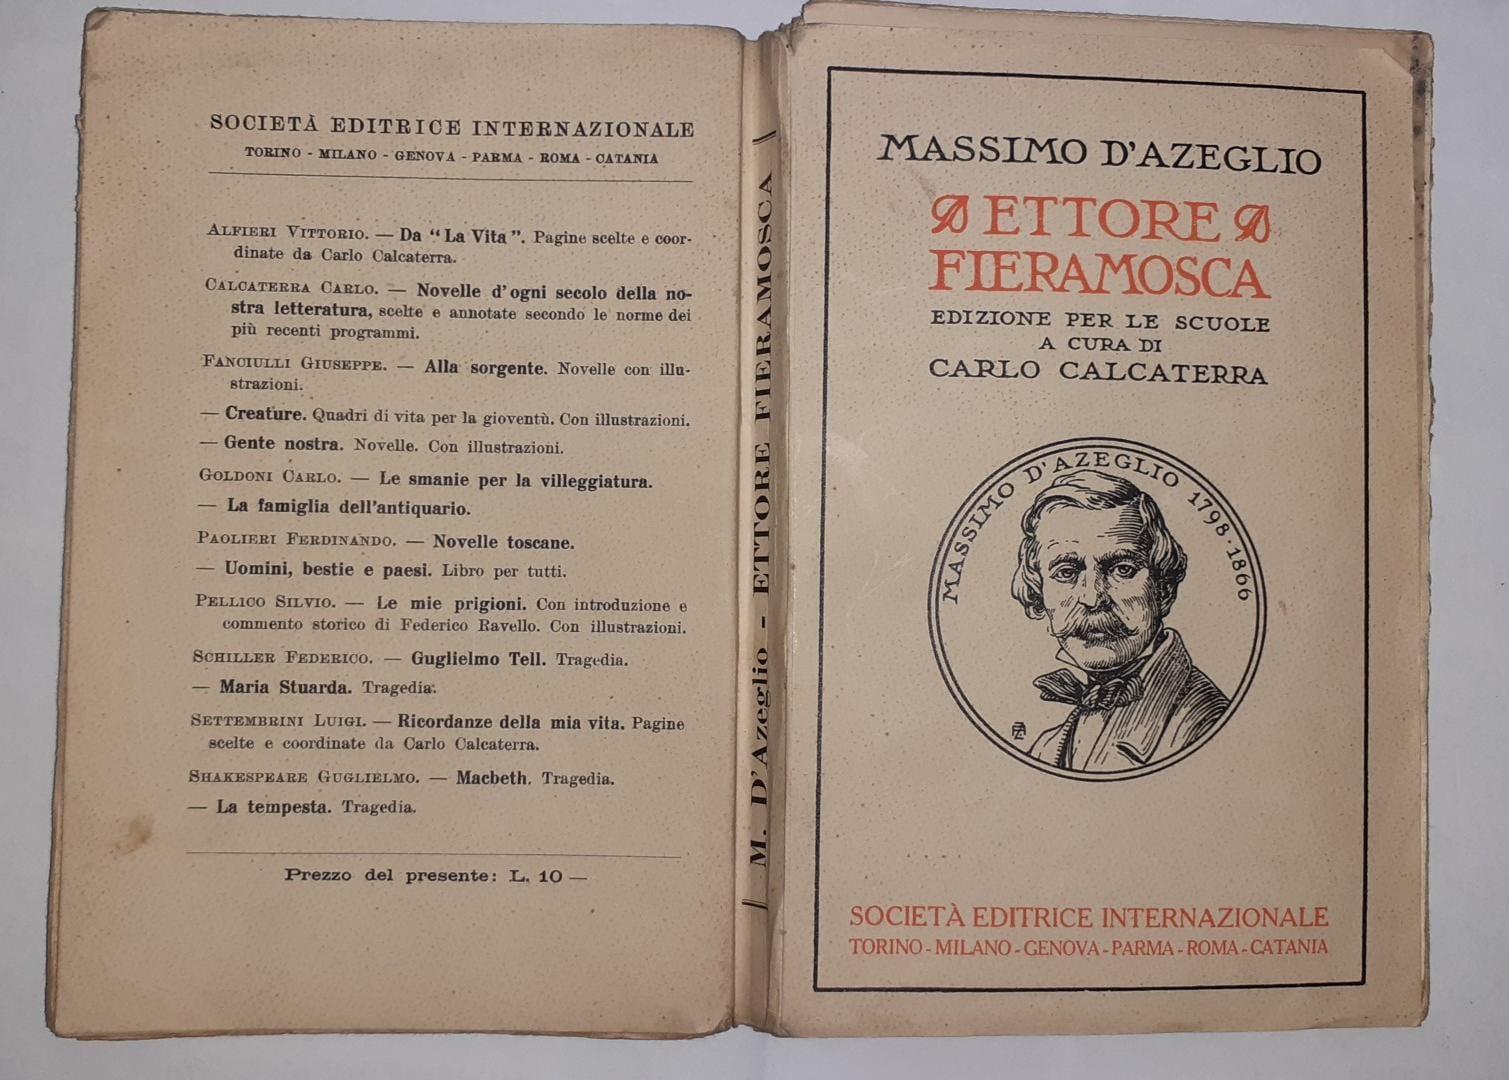 SOCIETÀ EDITRICE INTERNAZIONALE
TORINO - MILANO - GENOVA - PARMA - ROMA - CATANIA
ALFIERI VITTORIO. — Da “La Vita”. Pagine scelte e coor-
dinate da Carlo Calcaterra.
CALCATERRA CARLO. — Novelle d'ogni secolo della no-
stra letteratura, scelte e annotate secondo le norme dei
più recenti programmi.
FANCIULLI GIUSEPPE. — Alla sorgente. Novelle con illu-
strazioni.
— Creature. Quadri di vita per la gioventù. Con illustrazioni.
— Gente nostra. Novelle. Con illustrazioni.
GOLDONI CARLO. — Le smanie per la villeggiatura.
— La famiglia dell'antiquario.
PAOLIERI FERDINANDO. — Novelle toscane.
— Uomini, bestie e paesi. Libro per tutti.
PELLICO SILVIO. — Le mie prigioni. Con introduzione e
commento storico di Federico Ravello. Con illustrazioni.
SCHILLER FEDERICO. — Guglielmo Tell. Tragedia.
— Maria Stuarda. Tragedia.
SETTEMBRINI LUIGI. — Ricordanze della mia vita. Pagine
scelte e coordinate da Carlo Calcaterra.
SHAKESPEARE GUGLIELMO. — Macbeth. Tragedia.
— La tempesta. Tragedia.
Prezzo del presente: L. 10 —
M. D'Azeglio - ETTORE FIERAMOSCA
MASSIMO D'AZEGLIO
ETTORE
FIERAMOSCA
EDIZIONE PER LE SCUOLE
A CURA DI
CARLO CALCATERRA
MASSIMO D'AZEGLIO 1798·1866
SOCIETÀ EDITRICE INTERNAZIONALE
TORINO - MILANO - GENOVA - PARMA - ROMA - CATANIA